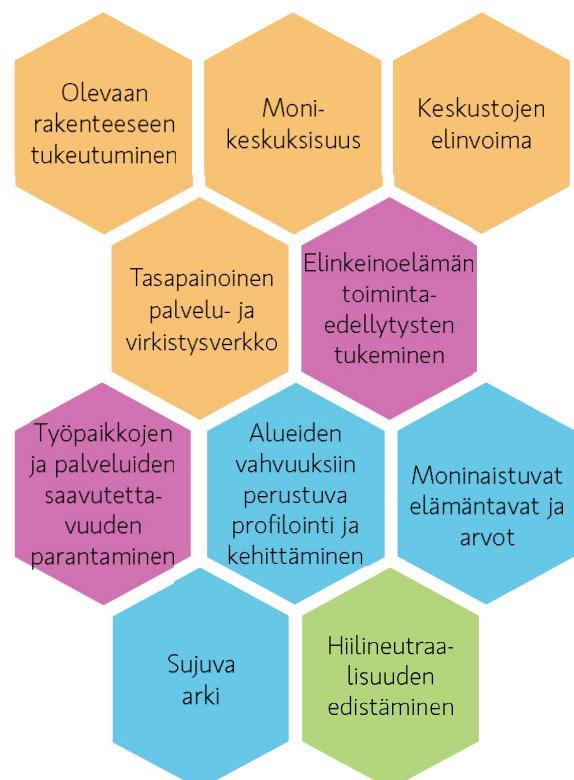 Olevaan
rakenteeseen
tukeutuminen
Moni-
keskuksisuus
Keskustojen
elinvoima
Tasapainoinen
palvelu- ja
virkistysverkko
Elinkeinoelämän
toiminta-
edellytysten
tukeminen
Työpaikkojen
ja palveluiden
saavutetta-
vuuden
parantaminen
Alueiden
vahvuuksiin
perustuva
profilointi ja
kehittäminen
Moninaistuvat
elämäntavat ja
arvot
Sujuva
arki
Hiilineutraa-
lisuuden
edistäminen